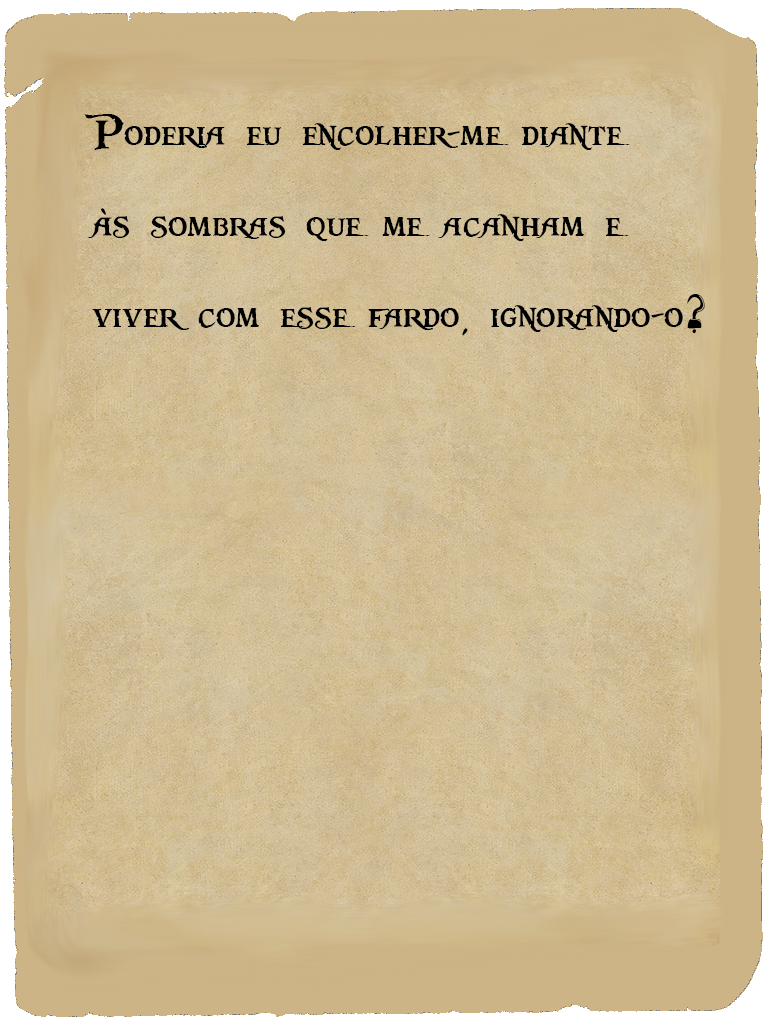 Poderia eu encolher-me diante
às sombras que me acanham e
viver com esse fardo, ignorando-o?